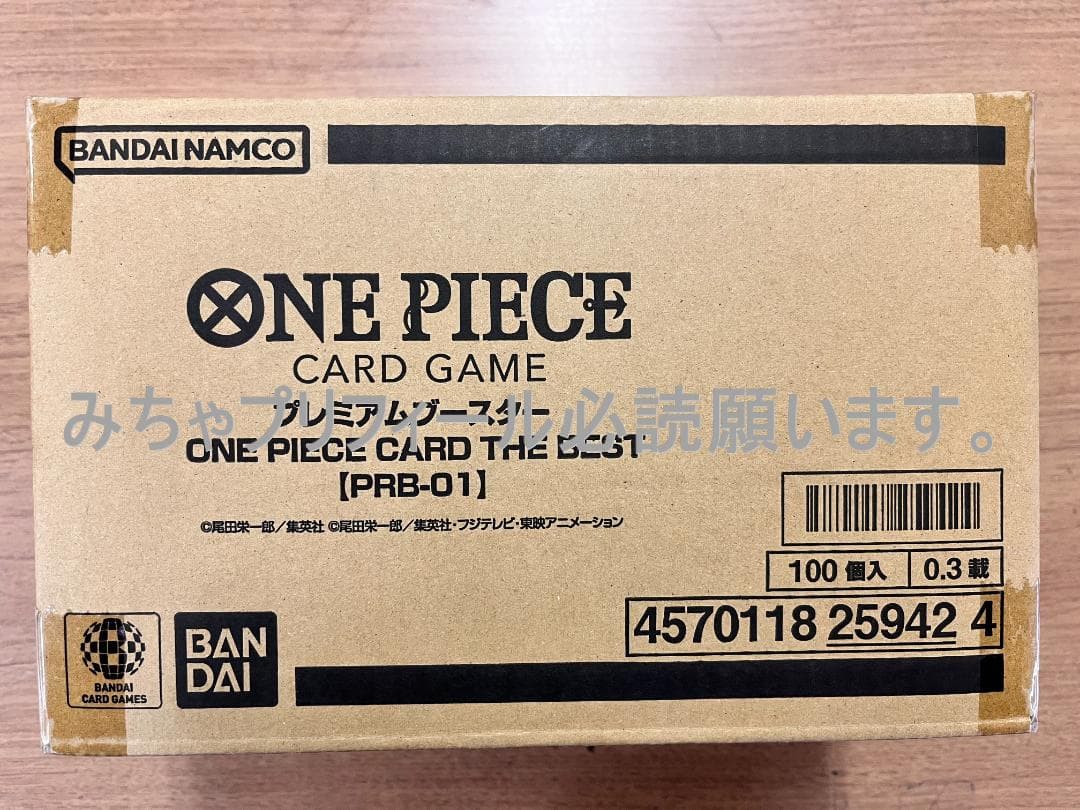 BANDAI NAMCO
ONE PIECE
CARD GAME
プレミアムブースター
みちゃプリフィール必読願います。
ONE PIECE CARD THE BEST
【PRB-01】
©尾田栄一郎/集英社 ©尾田栄一郎/集英社・フジテレビ・東映アニメーション
100 個入 0.3 載
4570118 25942 4
BANDAI
CARD GAMES
BAN
DAI